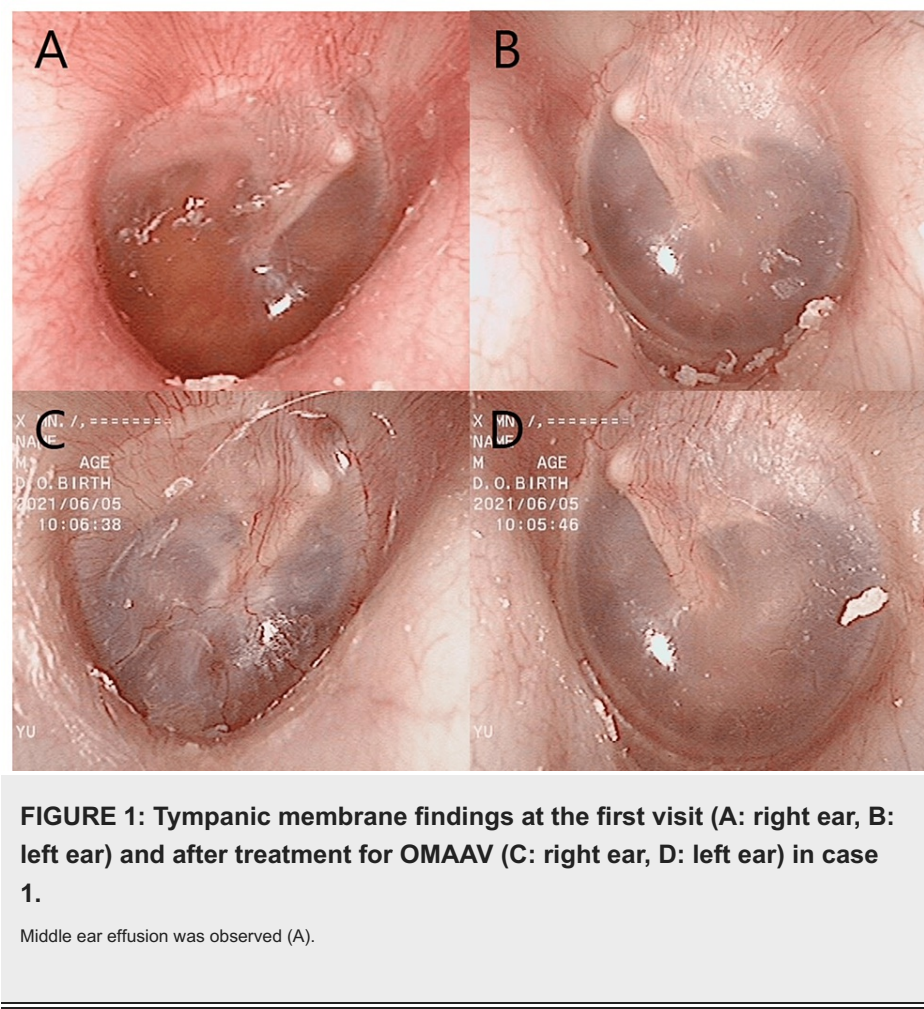 A
B
X MN./,========
NAME
M AGE
D.O.BIRTH
2021/06/05
10:06:38
YU
C
X MN /,========
NAME
M AGE
D.O.BIRTH
2021/06/05
10:05:46
YU
D
FIGURE 1: Tympanic membrane findings at the first visit (A: right ear, B:
left ear) and after treatment for OMAAV (C: right ear, D: left ear) in case
1.
Middle ear effusion was observed (A).